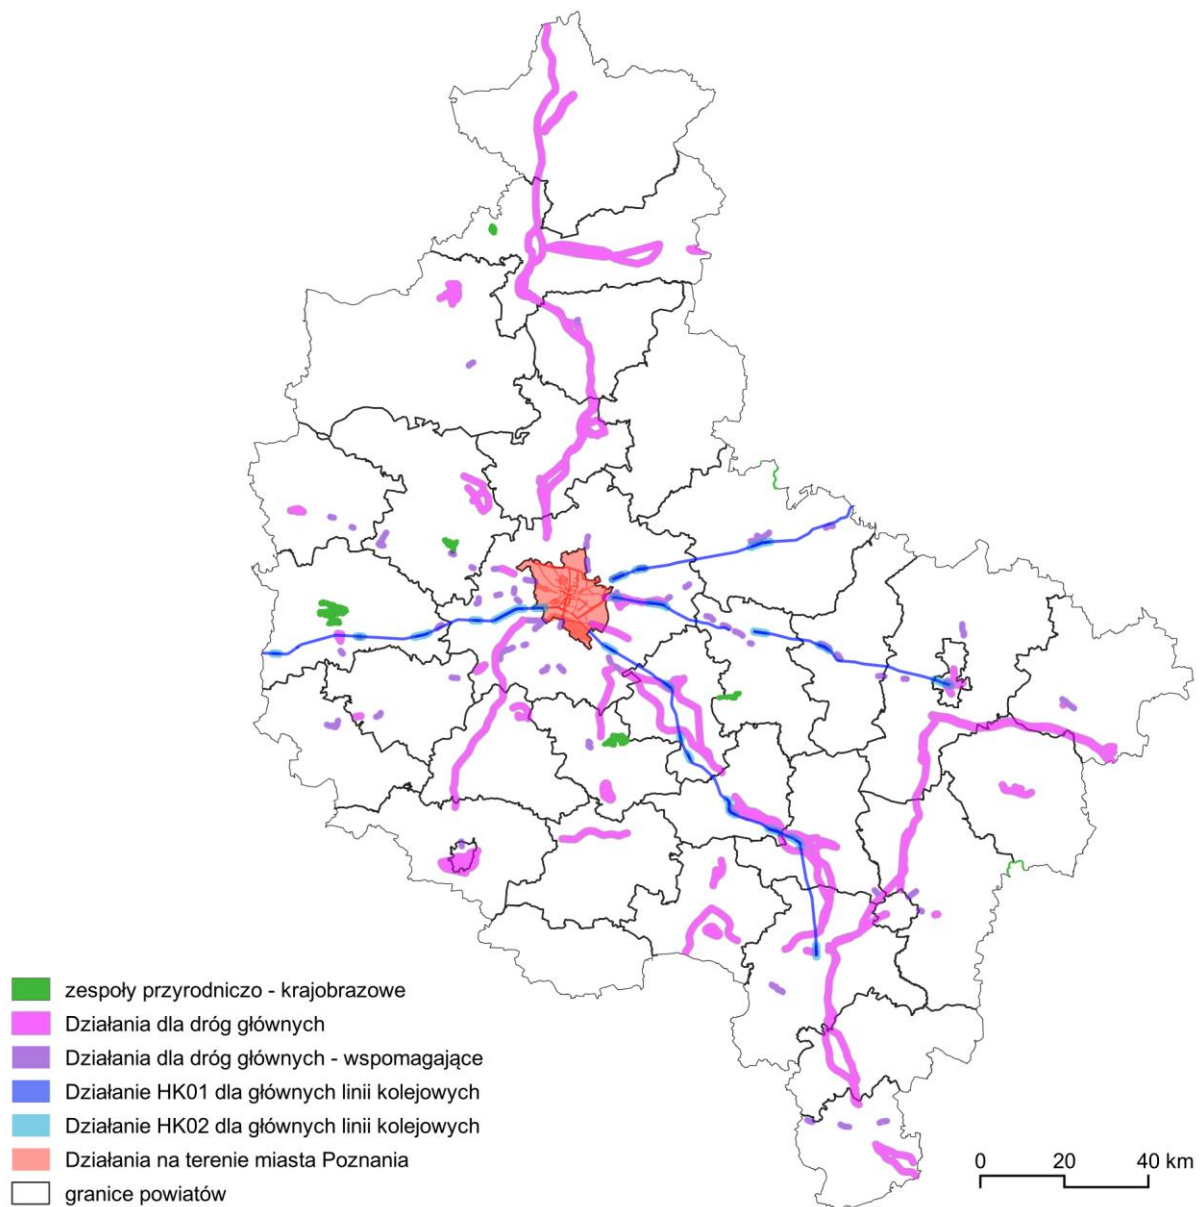 zespoły przyrodniczo - krajobrazowe
Działania dla dróg głównych
Działania dla dróg głównych - wspomagające
Działanie HK01 dla głównych linii kolejowych
Działanie HK02 dla głównych linii kolejowych
Działania na terenie miasta Poznania
granice powiatów
0 20 40 km